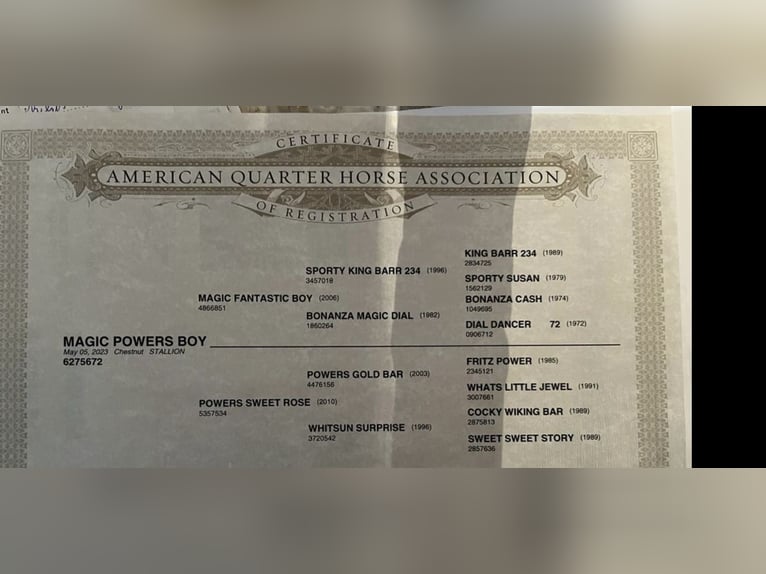 nt
CERTIFICATE
AMERICAN QUARTER HORSE ASSOCIATION
OF REGISTRATION
KING BARR 234 (1989)
2834725
SPORTY KING BARR 234 (1996)
3457018
SPORTY SUSAN (1979)
1562129
MAGIC FANTASTIC BOY (2006)
4866851
BONANZA CASH (1974)
1049695
BONANZA MAGIC DIAL (1982)
1860264
DIAL DANCER 72 (1972)
0906712
MAGIC POWERS BOY
May 05, 2023 Chestnut STALLION
6275672
FRITZ POWER (1985)
2345121
POWERS GOLD BAR (2003)
4476156
WHATS LITTLE JEWEL (1991)
3007661
POWERS SWEET ROSE (2010)
5357534
COCKY WIKING BAR (1989)
2875813
WHITSUN SURPRISE (1996)
3720542
SWEET SWEET STORY (1989)
2857636